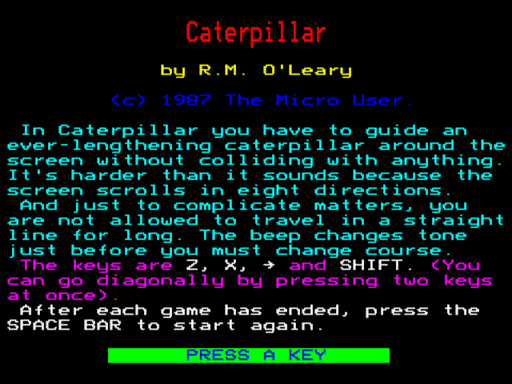 Caterpillar
by R.M. O'Leary
(c) 1987 The Micro User.
In Caterpillar you have to guide an
ever-lengthening caterpillar around the
screen without colliding with anything.
It's harder than it sounds because the
screen scrolls in eight directions.
And just to complicate matters, you
are not allowed to travel in a straight
line for long. The beep changes tone
just before you must change course.
The keys are Z, X, → and SHIFT. (You
can go diagonally by pressing two keys
at once).
After each game has ended, press the
SPACE BAR to start again.
PRESS A KEY